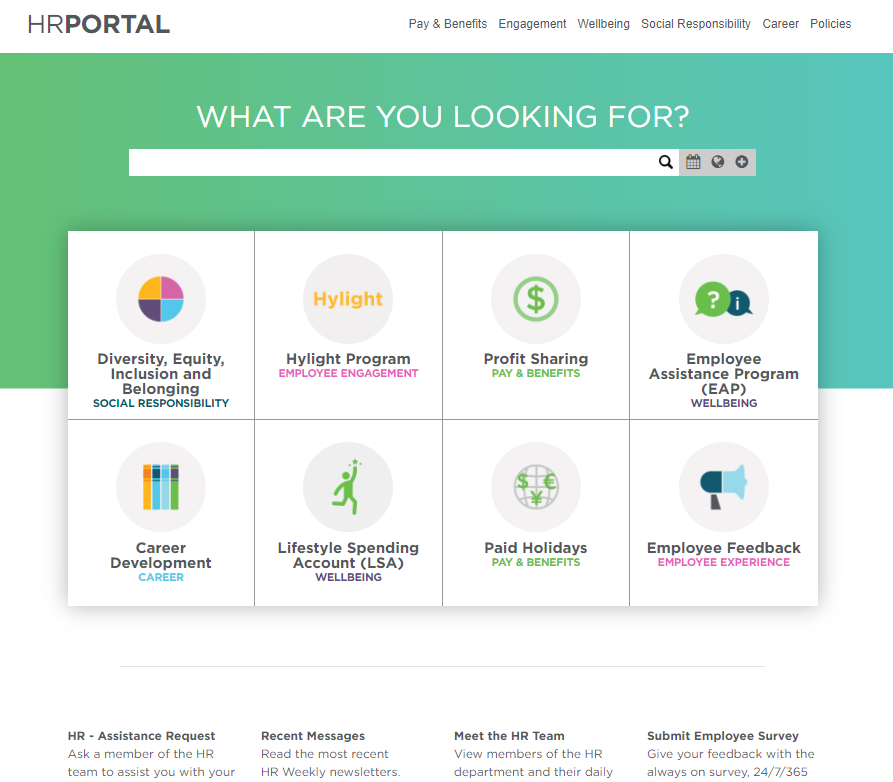 HRPORTAL
Pay & Benefits Engagement Wellbeing Social Responsibility Career Policies
WHAT ARE YOU LOOKING FOR?
Diversity, Equity,
Inclusion and
Belonging
SOCIAL RESPONSIBILITY
Hylight
Hylight Program
EMPLOYEE ENGAGEMENT
$
Profit Sharing
PAY & BENEFITS
? i
Employee
Assistance Program
(EAP)
WELLBEING
Career
Development
CAREER
Lifestyle Spending
Account (LSA)
WELLBEING
$ €
¥
Paid Holidays
PAY & BENEFITS
Employee Feedback
EMPLOYEE EXPERIENCE
HR - Assistance Request
Ask a member of the HR
team to assist you with your
Recent Messages
Read the most recent
HR Weekly newsletters.
Meet the HR Team
View members of the HR
department and their daily
Submit Employee Survey
Give your feedback with the
always on survey, 24/7/365